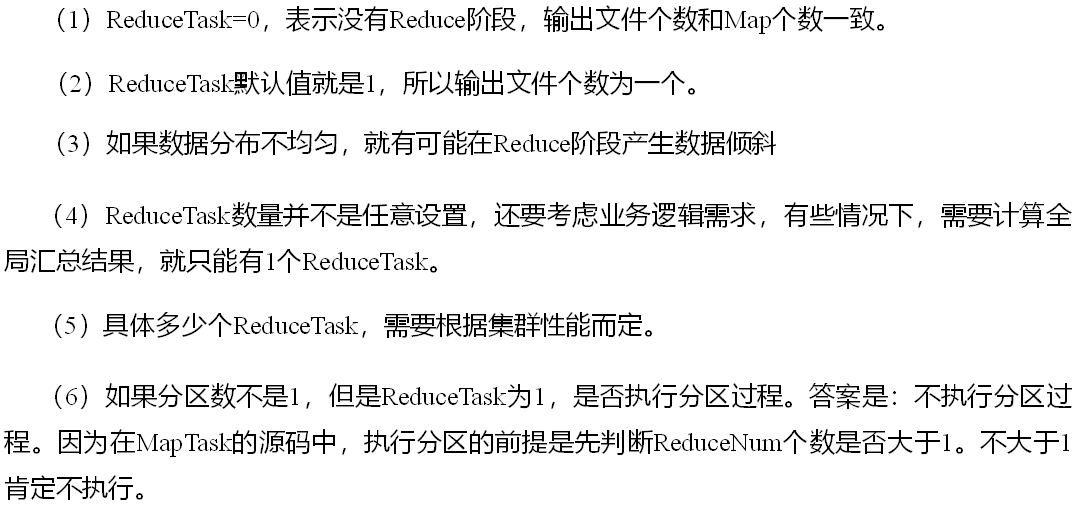 （1）ReduceTask=0，表示没有Reduce阶段，输出文件个数和Map个数一致。
（2）ReduceTask默认值就是1，所以输出文件个数为一个。
（3）如果数据分布不均匀，就有可能在Reduce阶段产生数据倾斜
（4）ReduceTask数量并不是任意设置，还要考虑业务逻辑需求，有些情况下，需要计算全
局汇总结果，就只能有1个ReduceTask。
（5）具体多少个ReduceTask，需要根据集群性能而定。
（6）如果分区数不是1，但是ReduceTask为1，是否执行分区过程。答案是：不执行分区过
程。因为在MapTask的源码中，执行分区的前提是先判断ReduceNum个数是否大于1。不大于1
肯定不执行。